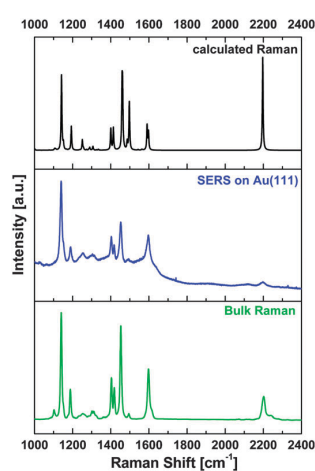 1000 1200 1400 1600 1800 2000 2200 2400
calculated Raman
SERS on Au(111)
Intensity [a.u.]
Bulk Raman
1000 1200 1400 1600 1800 2000 2200 2400
Raman Shift [cm-1]